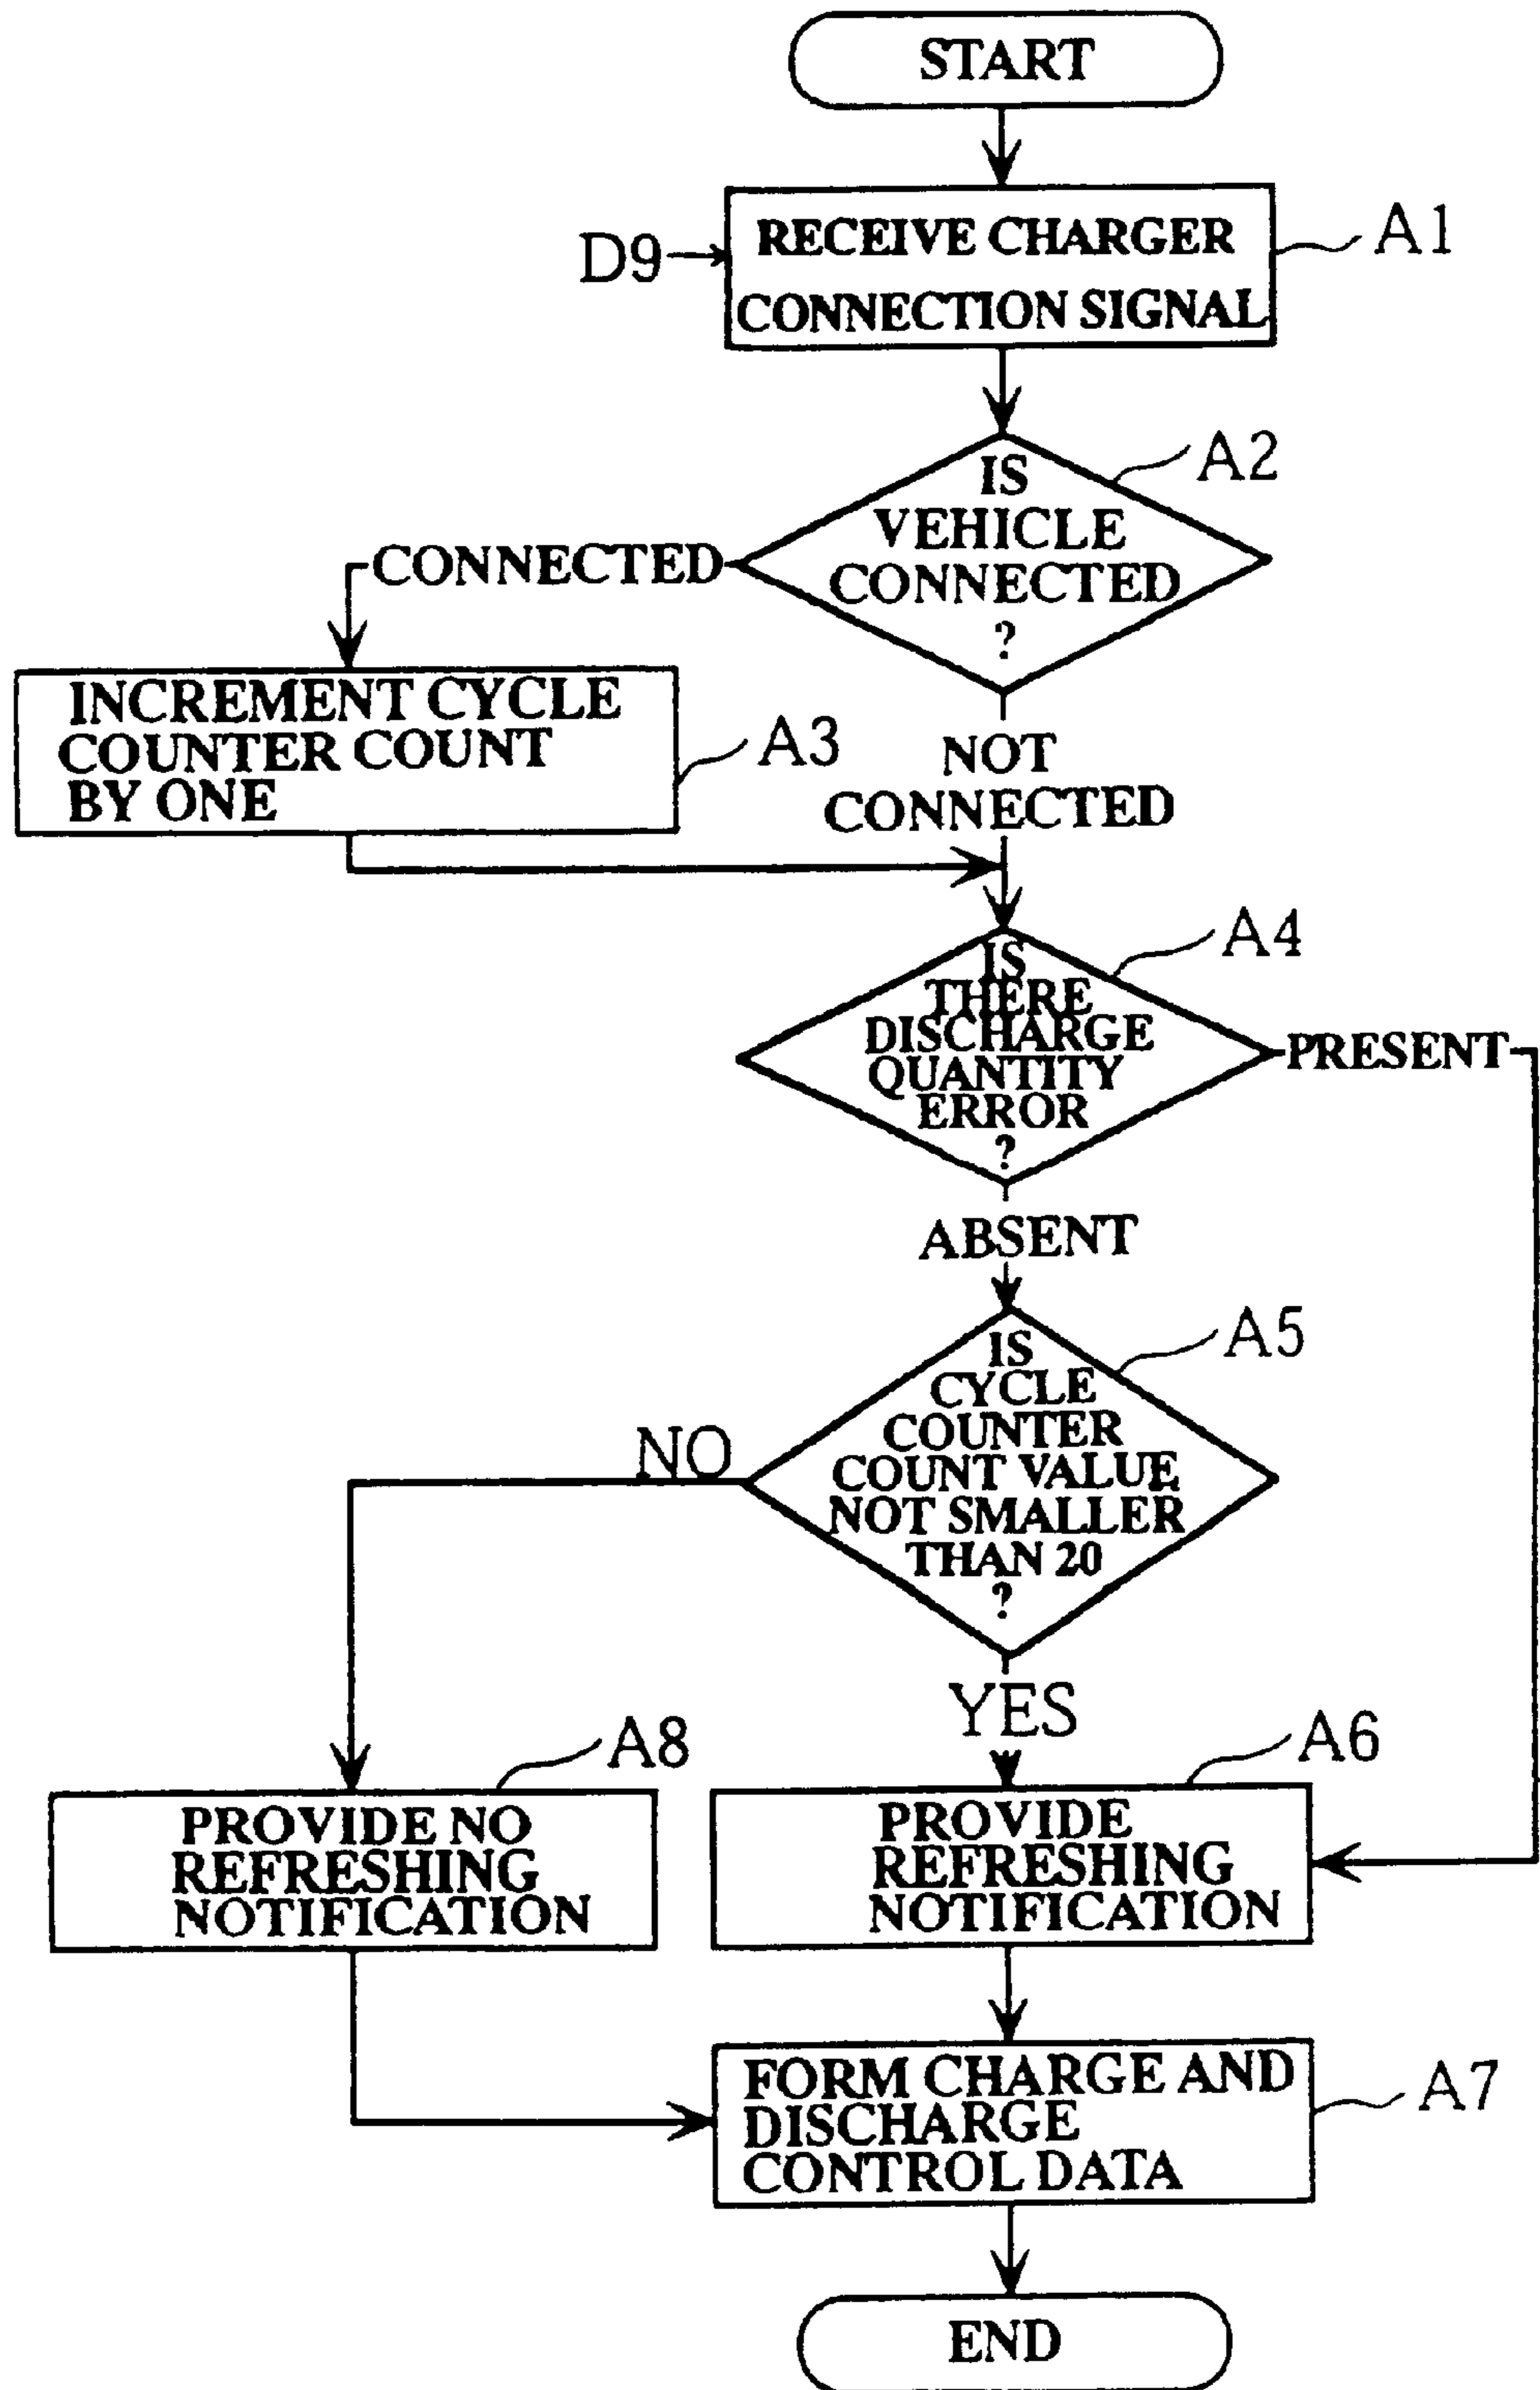 START
D9
RECEIVE CHARGER
CONNECTION SIGNAL
A1
IS
VEHICLE
CONNECTED
?
A2
CONNECTED
INCREMENT CYCLE
COUNTER COUNT
BY ONE
A3
NOT
CONNECTED
IS
THERE
DISCHARGE
QUANTITY
ERROR
?
A4
PRESENT
ABSENT
IS
CYCLE
COUNTER
COUNT VALUE
NOT SMALLER
THAN 20
?
A5
NO
YES
A8
PROVIDE NO
REFRESHING
NOTIFICATION
A6
PROVIDE
REFRESHING
NOTIFICATION
FORM CHARGE AND
DISCHARGE
CONTROL DATA
A7
END